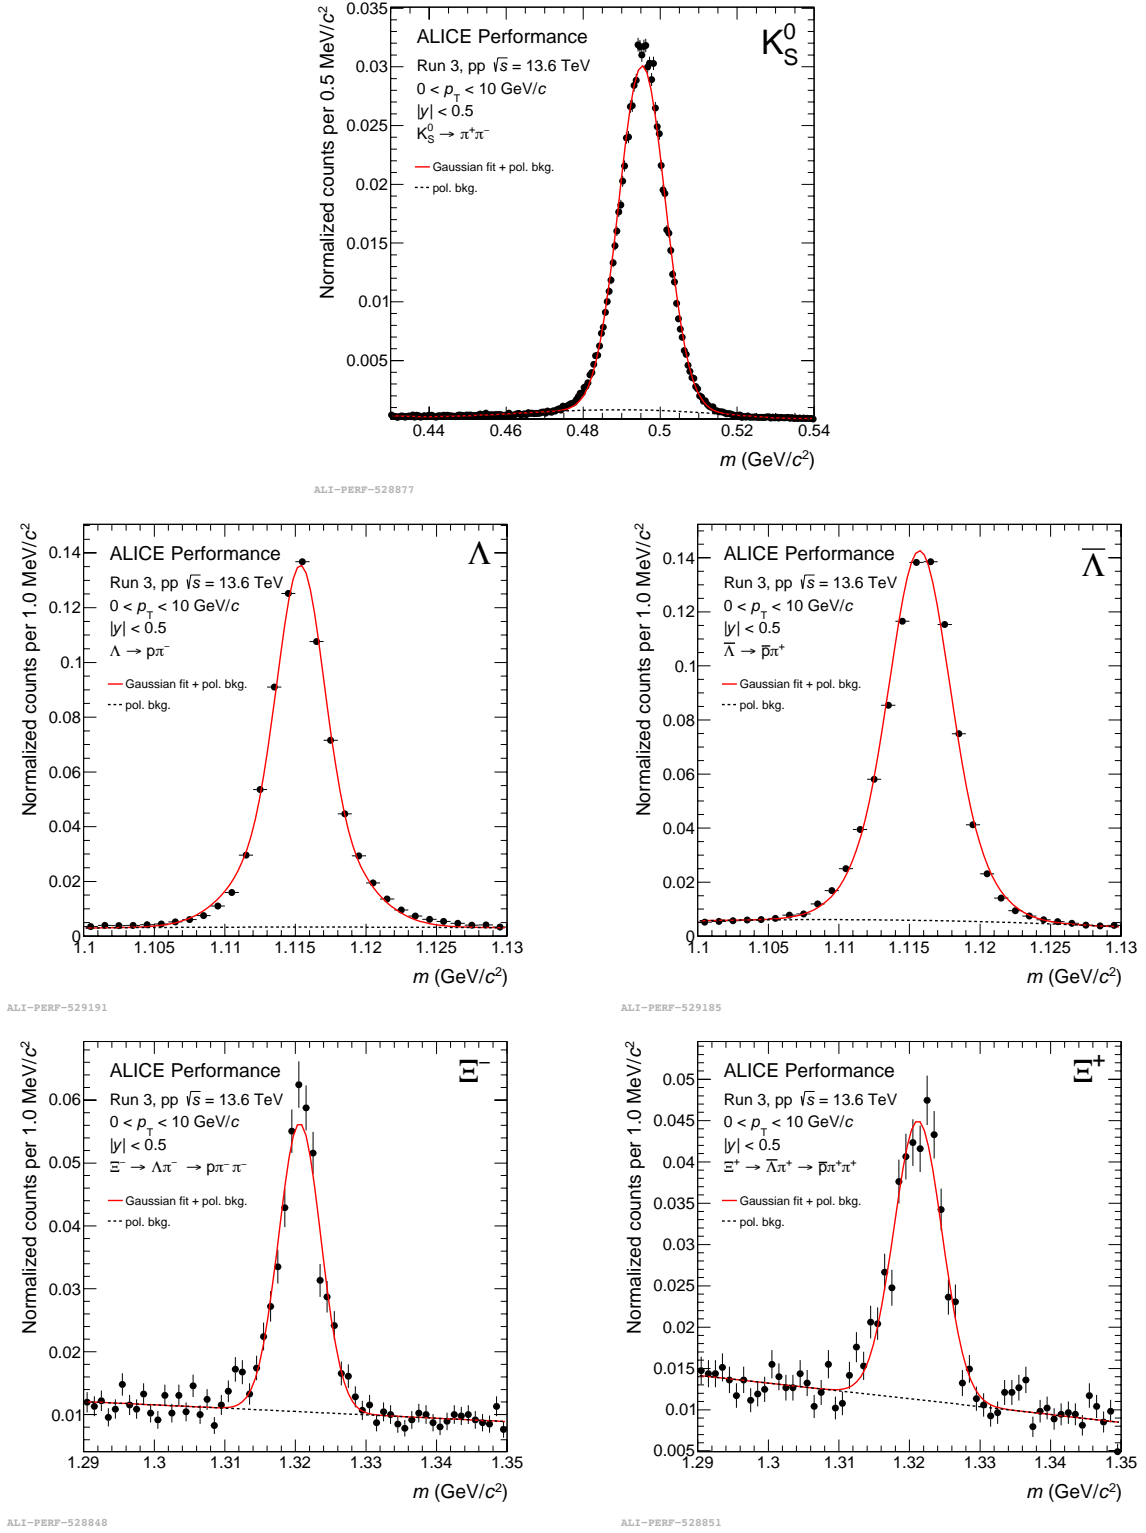 ALICE Performance
K⁰_S
Run 3, pp √s = 13.6 TeV
0 < p_T < 10 GeV/c
|y| < 0.5
K⁰_S → π⁺π⁻
Gaussian fit + pol. bkg.
pol. bkg.
Normalized counts per 0.5 MeV/c²
0.035
0.03
0.025
0.02
0.015
0.01
0.005
0.44 0.46 0.48 0.5 0.52 0.54
m (GeV/c²)
ALI-PERF-528877
ALICE Performance
Λ
Run 3, pp √s = 13.6 TeV
0 < p_T < 10 GeV/c
|y| < 0.5
Λ → pπ⁻
Gaussian fit + pol. bkg.
pol. bkg.
Normalized counts per 1.0 MeV/c²
0.14
0.12
0.1
0.08
0.06
0.04
0.02
0
1.1 1.105 1.11 1.115 1.12 1.125 1.13
m (GeV/c²)
ALI-PERF-529191
ALICE Performance
Λ̅
Run 3, pp √s = 13.6 TeV
0 < p_T < 10 GeV/c
|y| < 0.5
Λ̅ → p̅π⁺
Gaussian fit + pol. bkg.
pol. bkg.
Normalized counts per 1.0 MeV/c²
0.14
0.12
0.1
0.08
0.06
0.04
0.02
0
1.1 1.105 1.11 1.115 1.12 1.125 1.13
m (GeV/c²)
ALI-PERF-529185
ALICE Performance
Ξ⁻
Run 3, pp √s = 13.6 TeV
0 < p_T < 10 GeV/c
|y| < 0.5
Ξ⁻ → Λπ⁻ → pπ⁻π⁻
Gaussian fit + pol. bkg.
pol. bkg.
Normalized counts per 1.0 MeV/c²
0.06
0.05
0.04
0.03
0.02
0.01
1.29 1.3 1.31 1.32 1.33 1.34 1.35
m (GeV/c²)
ALI-PERF-528848
ALICE Performance
Ξ̅⁺
Run 3, pp √s = 13.6 TeV
0 < p_T < 10 GeV/c
|y| < 0.5
Ξ̅⁺ → Λ̅π⁺ → p̅π⁺π⁺
Gaussian fit + pol. bkg.
pol. bkg.
Normalized counts per 1.0 MeV/c²
0.05
0.045
0.04
0.035
0.03
0.025
0.02
0.015
0.01
0.005
1.29 1.3 1.31 1.32 1.33 1.34 1.35
m (GeV/c²)
ALI-PERF-528851